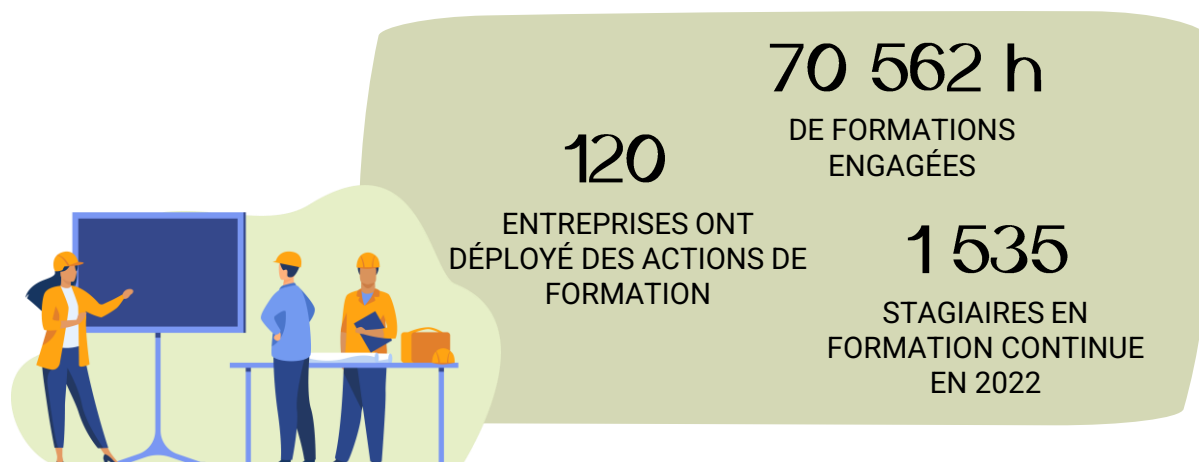 70 562 h
DE FORMATIONS
ENGAGÉES
120
ENTREPRISES ONT
DÉPLOYÉ DES ACTIONS DE
FORMATION
1 535
STAGIAIRES EN
FORMATION CONTINUE
EN 2022